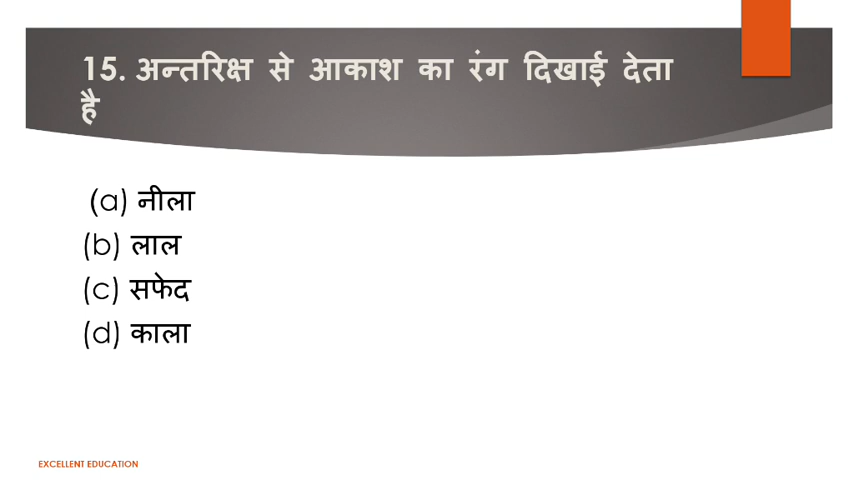 15. अन्तरिक्ष से आकाश का रंग दिखाई देता
है
(a) नीला
(b) लाल
(c) सफेद
(d) काला
EXCELLENT EDUCATION